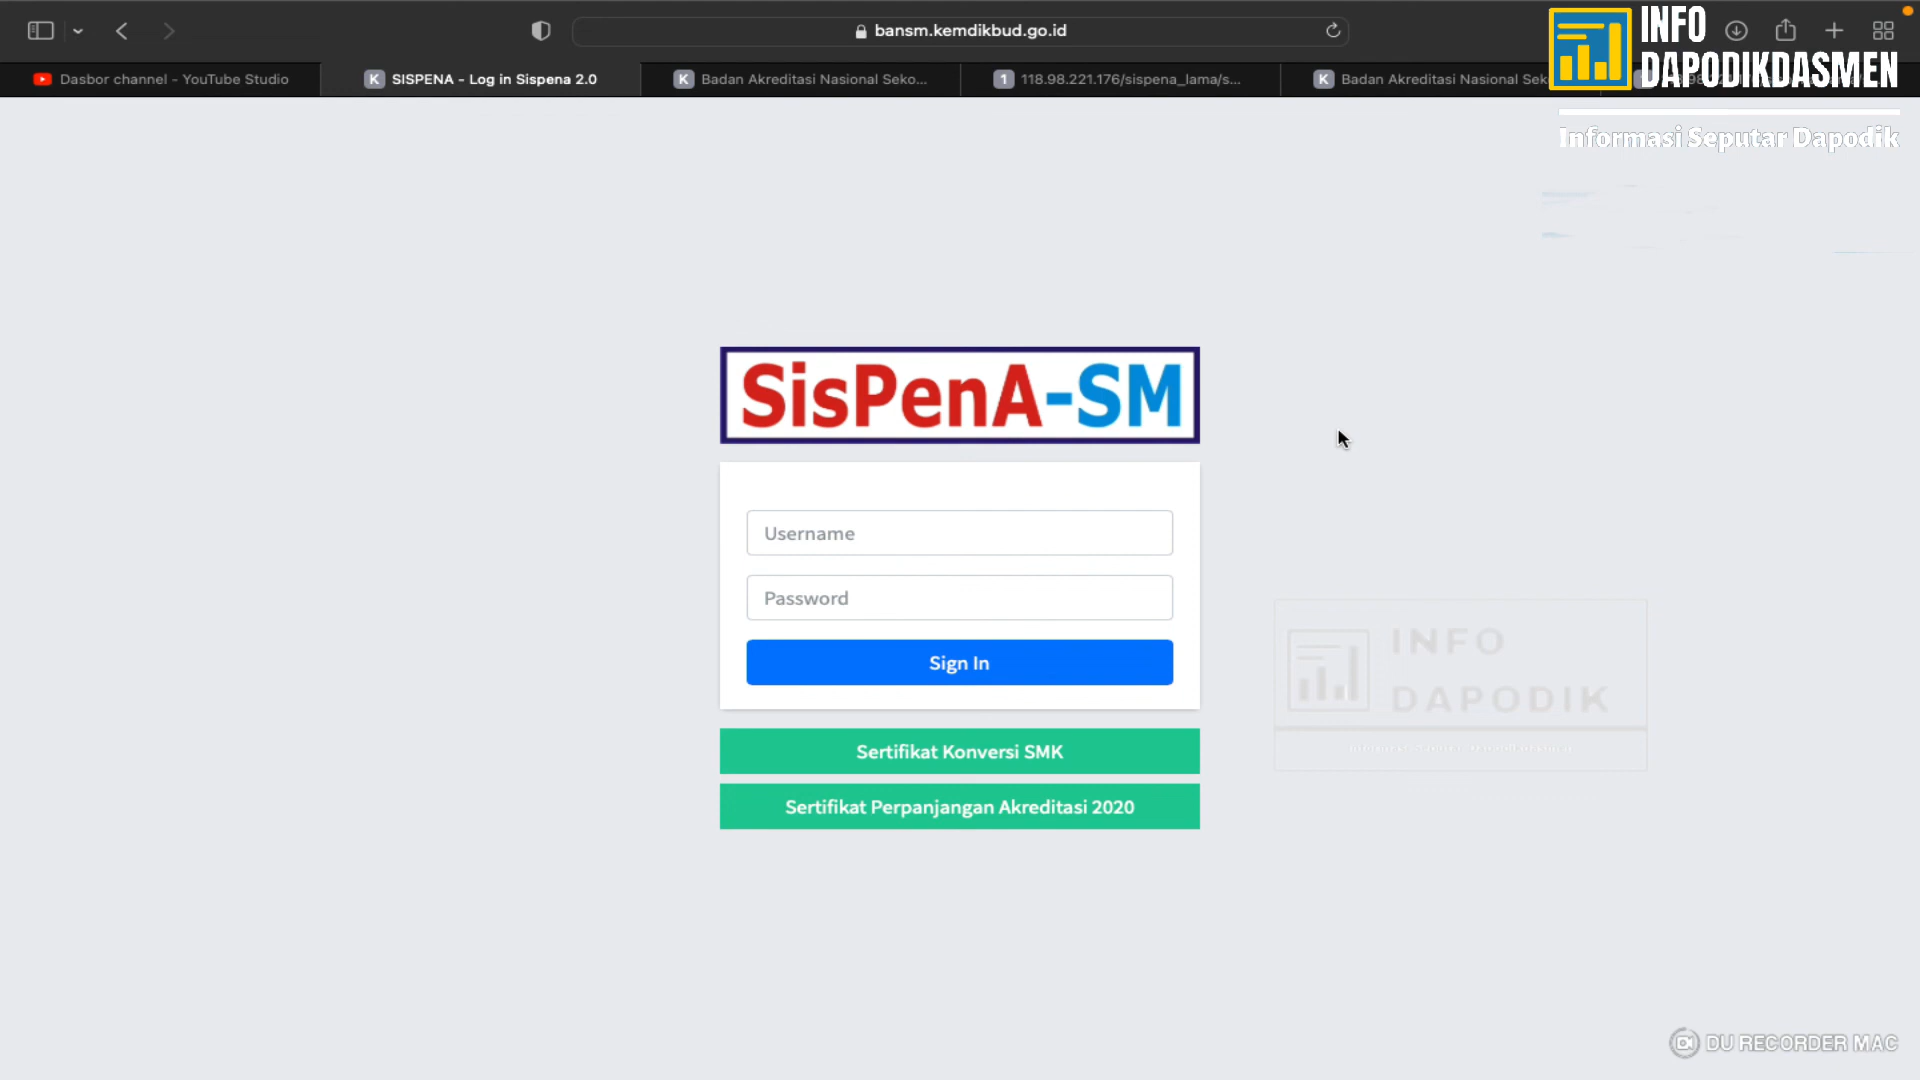 bansm.kemdikbud.go.id
INFO
DAPODIKDASMEN
Dasbor channel - YouTube Studio
K SISPENA - Log in Sispena 2.0
K Badan Akreditasi Nasional Seko...
1 118.98.221.176/sispena_lama/s...
K Badan Akreditasi Nasional Sek
Informasi Seputar Dapodik
SisPenA-SM
Username
Password
Sign In
INFO
DAPODIK
Sertifikat Konversi SMK
Sertifikat Perpanjangan Akreditasi 2020
DU RECORDER MAC